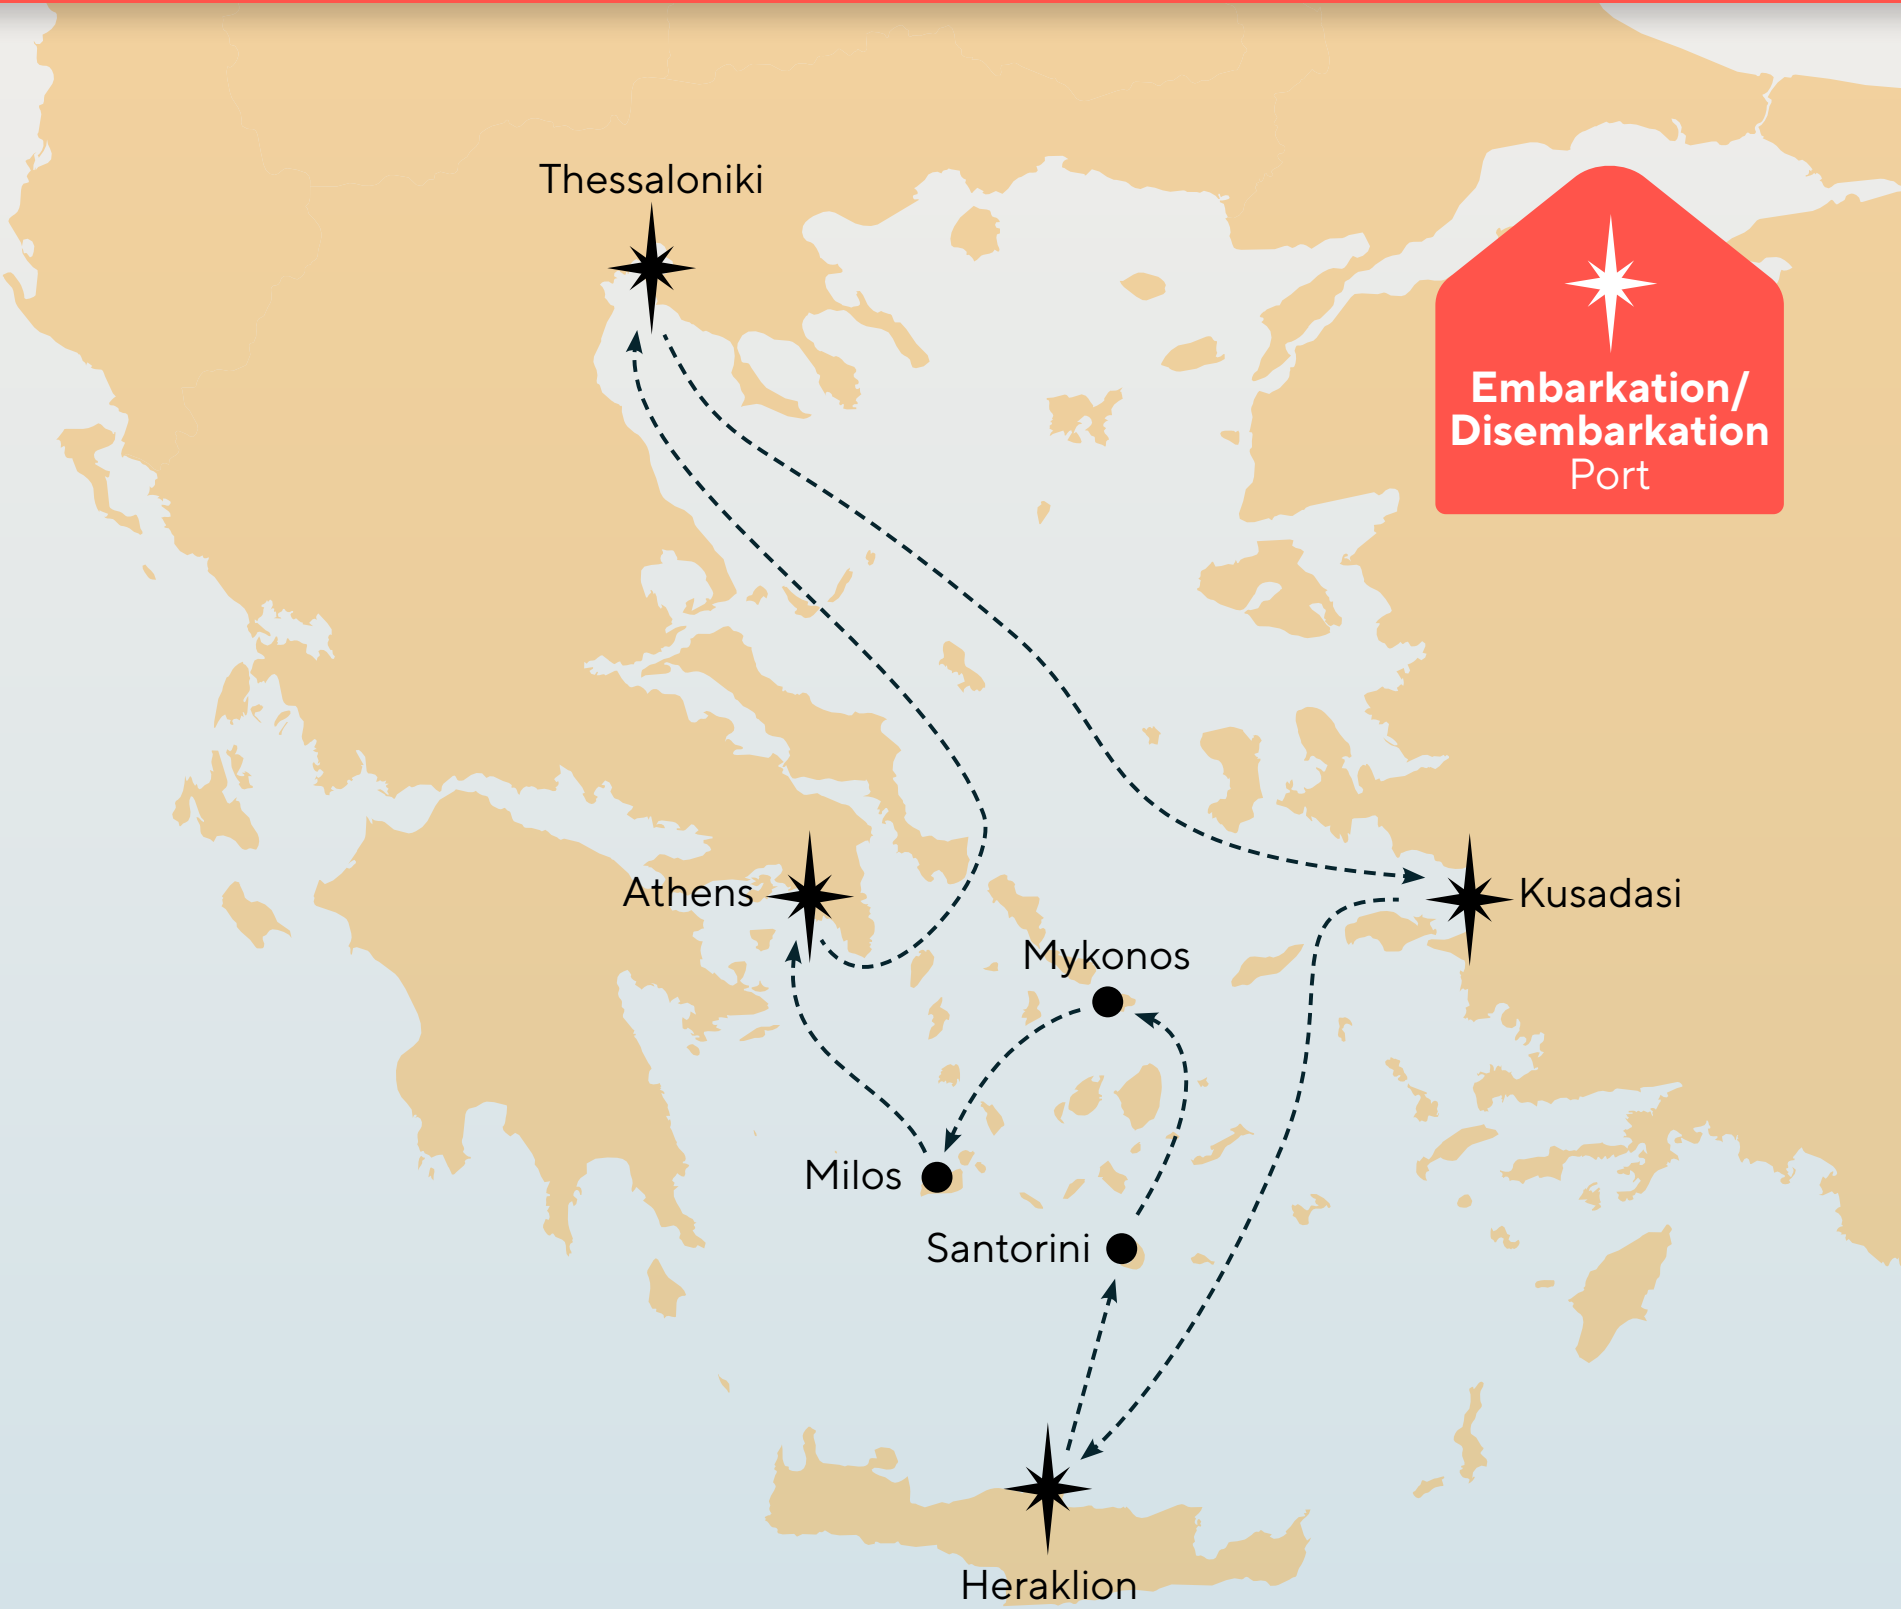 Thessaloniki
Embarkation/
Disembarkation
Port
Athens
Kusadasi
Mykonos
Milos
Santorini
Heraklion